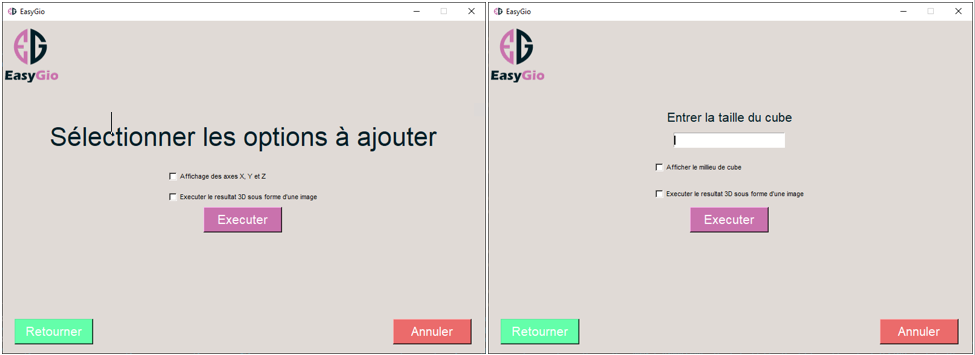 EasyGio
EG
EasyGio
Sélectionner les options à ajouter
Affichage des axes X, Y et Z
Executer le resultat 3D sous forme d'une image
Executer
Retourner
Annuler
EasyGio
EG
EasyGio
Entrer la taille du cube
Afficher le milieu de cube
Executer le resultat 3D sous forme d'une image
Executer
Retourner
Annuler